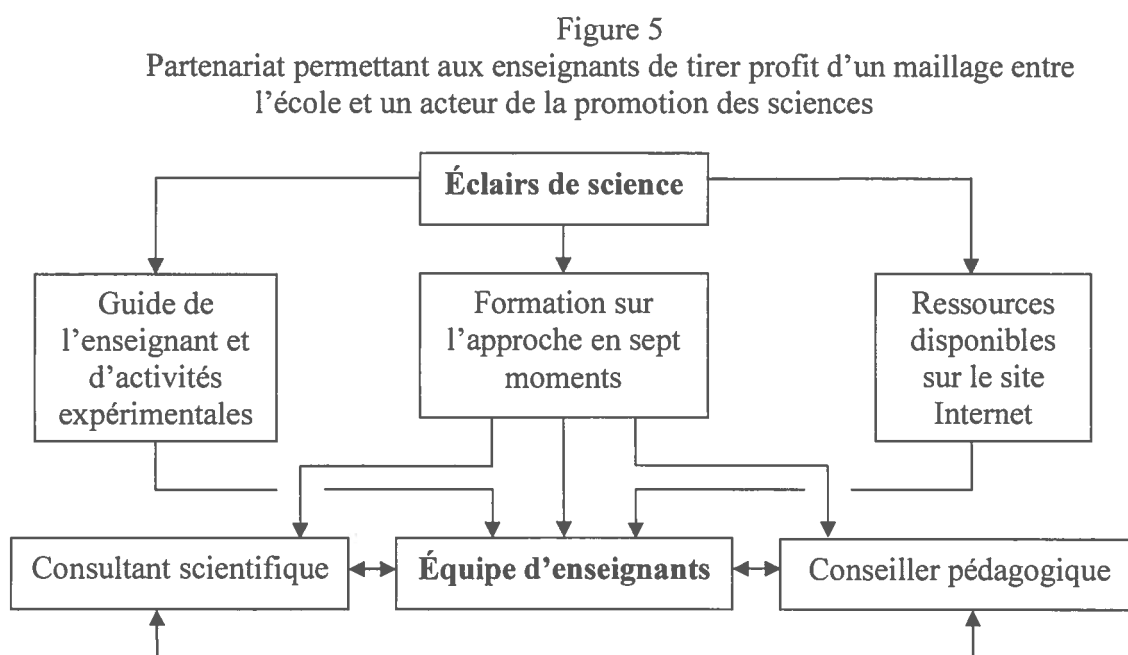 Figure 5
Partenariat permettant aux enseignants de tirer profit d'un maillage entre
l'école et un acteur de la promotion des sciences
Éclairs de science
Guide de
l'enseignant et
d'activités
expérimentales
Formation sur
l'approche en sept
moments
Ressources
disponibles
sur le site
Internet
Consultant scientifique
Équipe d'enseignants
Conseiller pédagogique